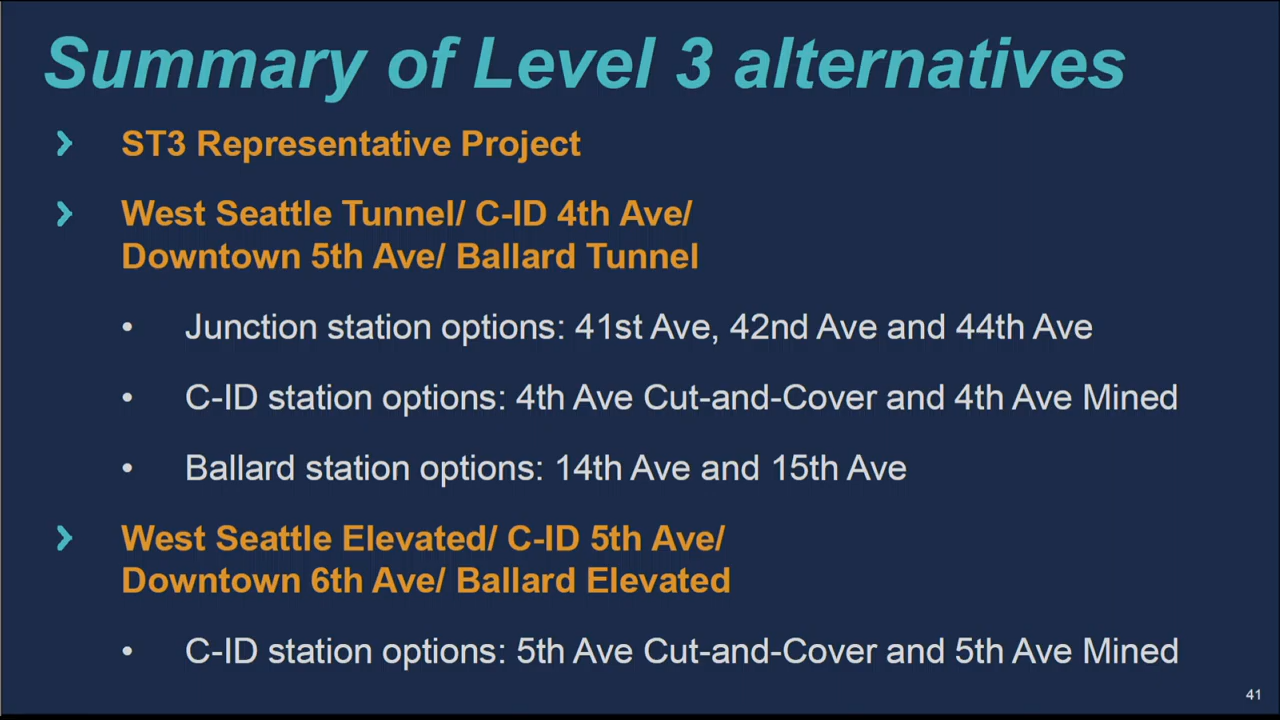 Summary of Level 3 alternatives
ST3 Representative Project
West Seattle Tunnel/ C-ID 4th Ave/
Downtown 5th Ave/ Ballard Tunnel
• Junction station options: 41st Ave, 42nd Ave and 44th Ave
• C-ID station options: 4th Ave Cut-and-Cover and 4th Ave Mined
• Ballard station options: 14th Ave and 15th Ave
West Seattle Elevated/ C-ID 5th Ave/
Downtown 6th Ave/ Ballard Elevated
• C-ID station options: 5th Ave Cut-and-Cover and 5th Ave Mined
41